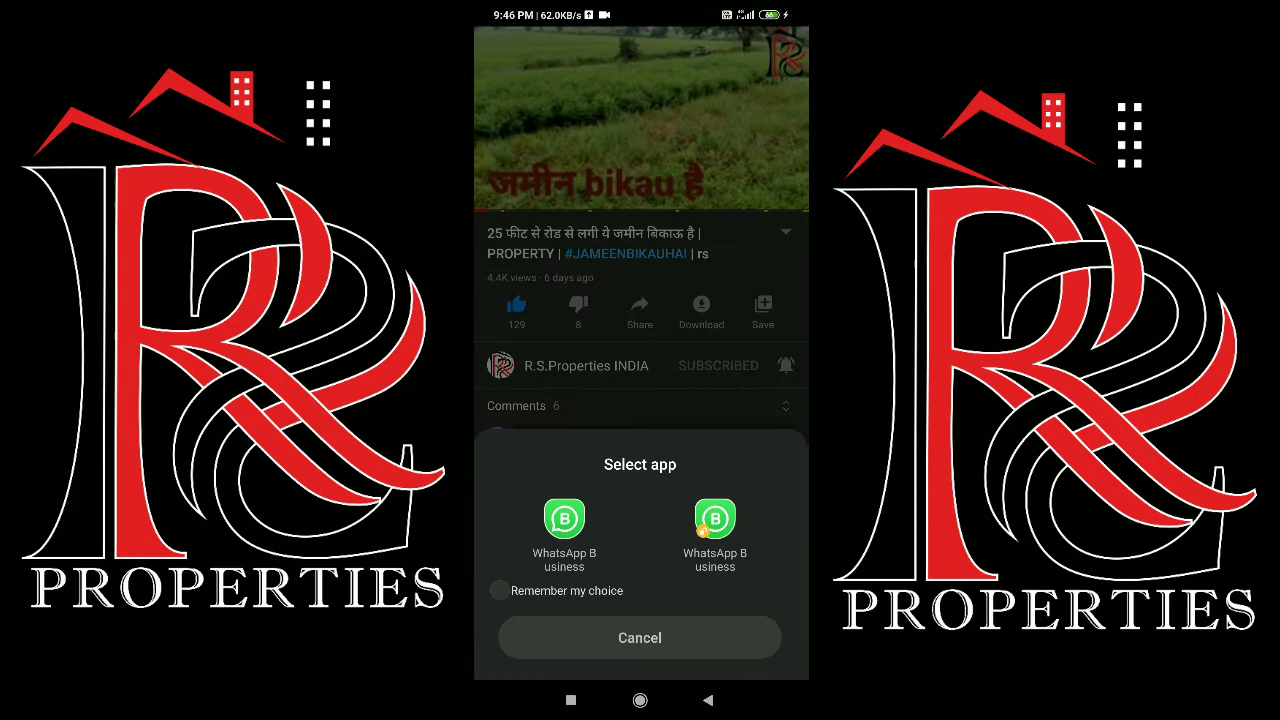 9:46 PM | 62.0KB/s
4G
66
जमीन bikau है
25 फीट से रोड से लगी ये जमीन बिकाऊ है |
PROPERTY | #JAMEENBIKAUHAI | rs
4.4K views · 6 days ago
129
8
Share
Download
Save
R.S.Properties INDIA
SUBSCRIBED
Comments 6
Select app
WhatsApp B
usiness
WhatsApp B
usiness
Remember my choice
Cancel
PROPERTIES
PROPERTIES